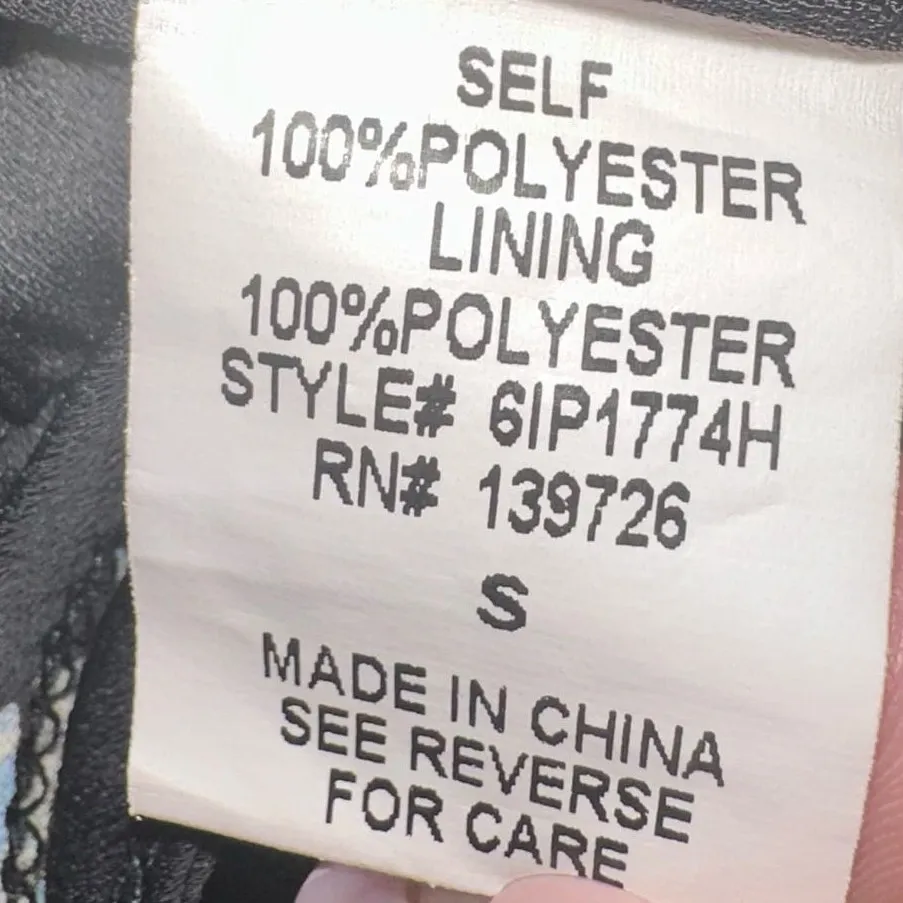 SELF
100%POLYESTER
LINING
100%POLYESTER
STYLE# 6IP1774H
RN# 139726
S
MADE IN CHINA
SEE REVERSE
FOR CARE